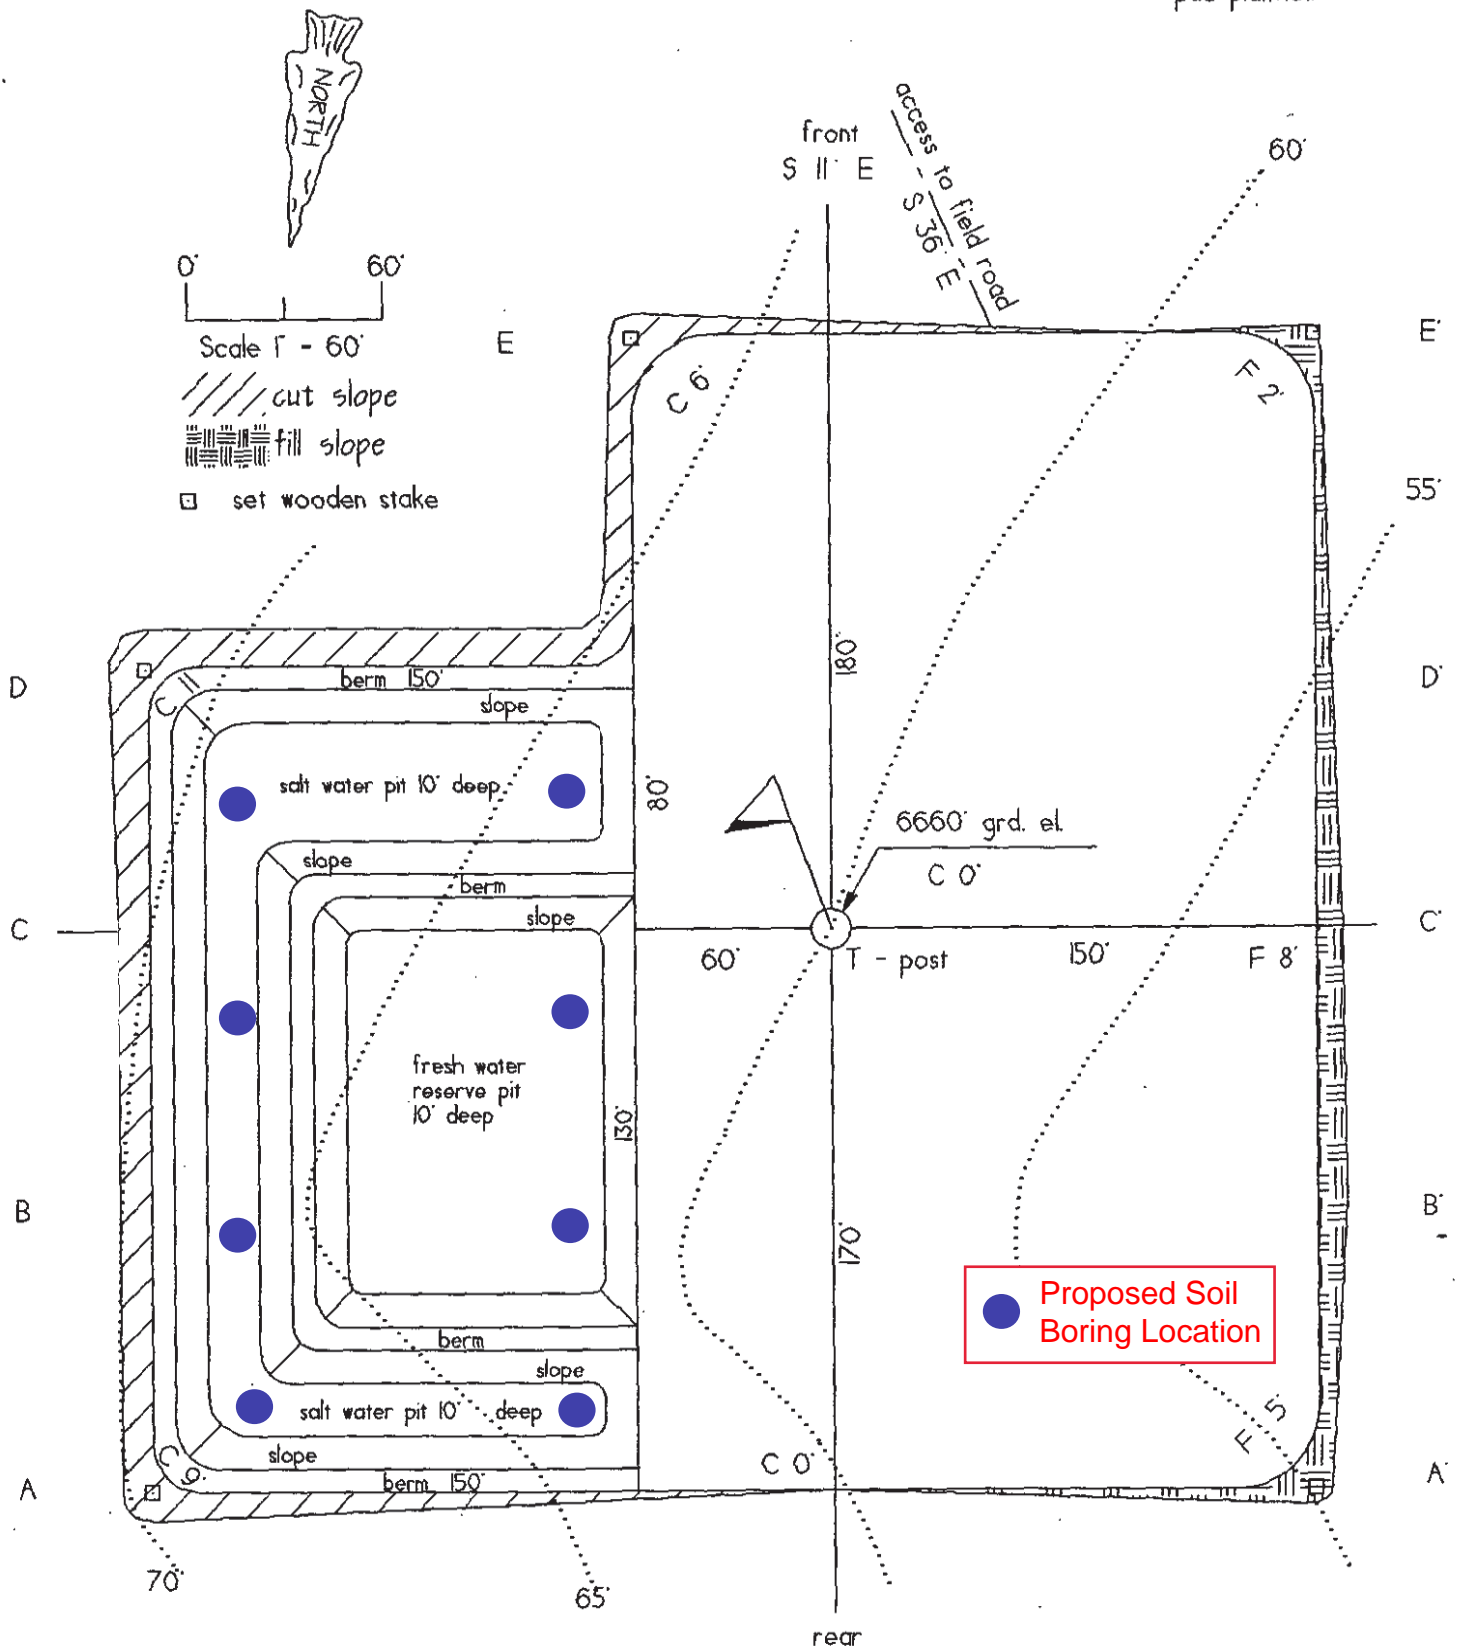 NORTH
front
S 11° E
access to field road
S 36° E
60'
0' 60'
Scale 1" - 60'
cut slope
fill slope
set wooden stake
E
E'
C 6'
F 2'
55'
180'
D
D'
berm 150'
slope
C 11'
salt water pit 10' deep
80'
6660' grd. el.
C 0'
slope
berm
slope
C
C'
60'
T - post
150'
F 8'
fresh water
reserve pit
10' deep
130'
B
B'
170'
Proposed Soil
Boring Location
berm
slope
salt water pit 10' deep
slope
C 9'
berm 150'
C 0'
F 5'
A
A'
70'
65'
rear